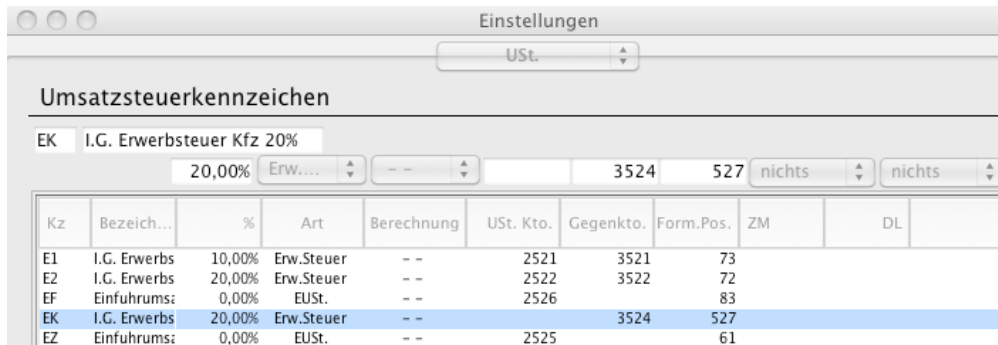 Einstellungen
USt.
Umsatzsteuerkennzeichen
EK I.G. Erwerbsteuer Kfz 20%
20,00% Erw.... – – 3524 527 nichts nichts
Kz Bezeich... % Art Berechnung USt. Kto. Gegenkto. Form.Pos. ZM DL
E1 I.G. Erwerbs 10,00% Erw.Steuer – – 2521 3521 73
E2 I.G. Erwerbs 20,00% Erw.Steuer – – 2522 3522 72
EF Einfuhrumsa 0,00% EUSt. – – 2526 83
EK I.G. Erwerbs 20,00% Erw.Steuer – – 3524 527
EZ Einfuhrumsa 0,00% EUSt. – – 2525 61